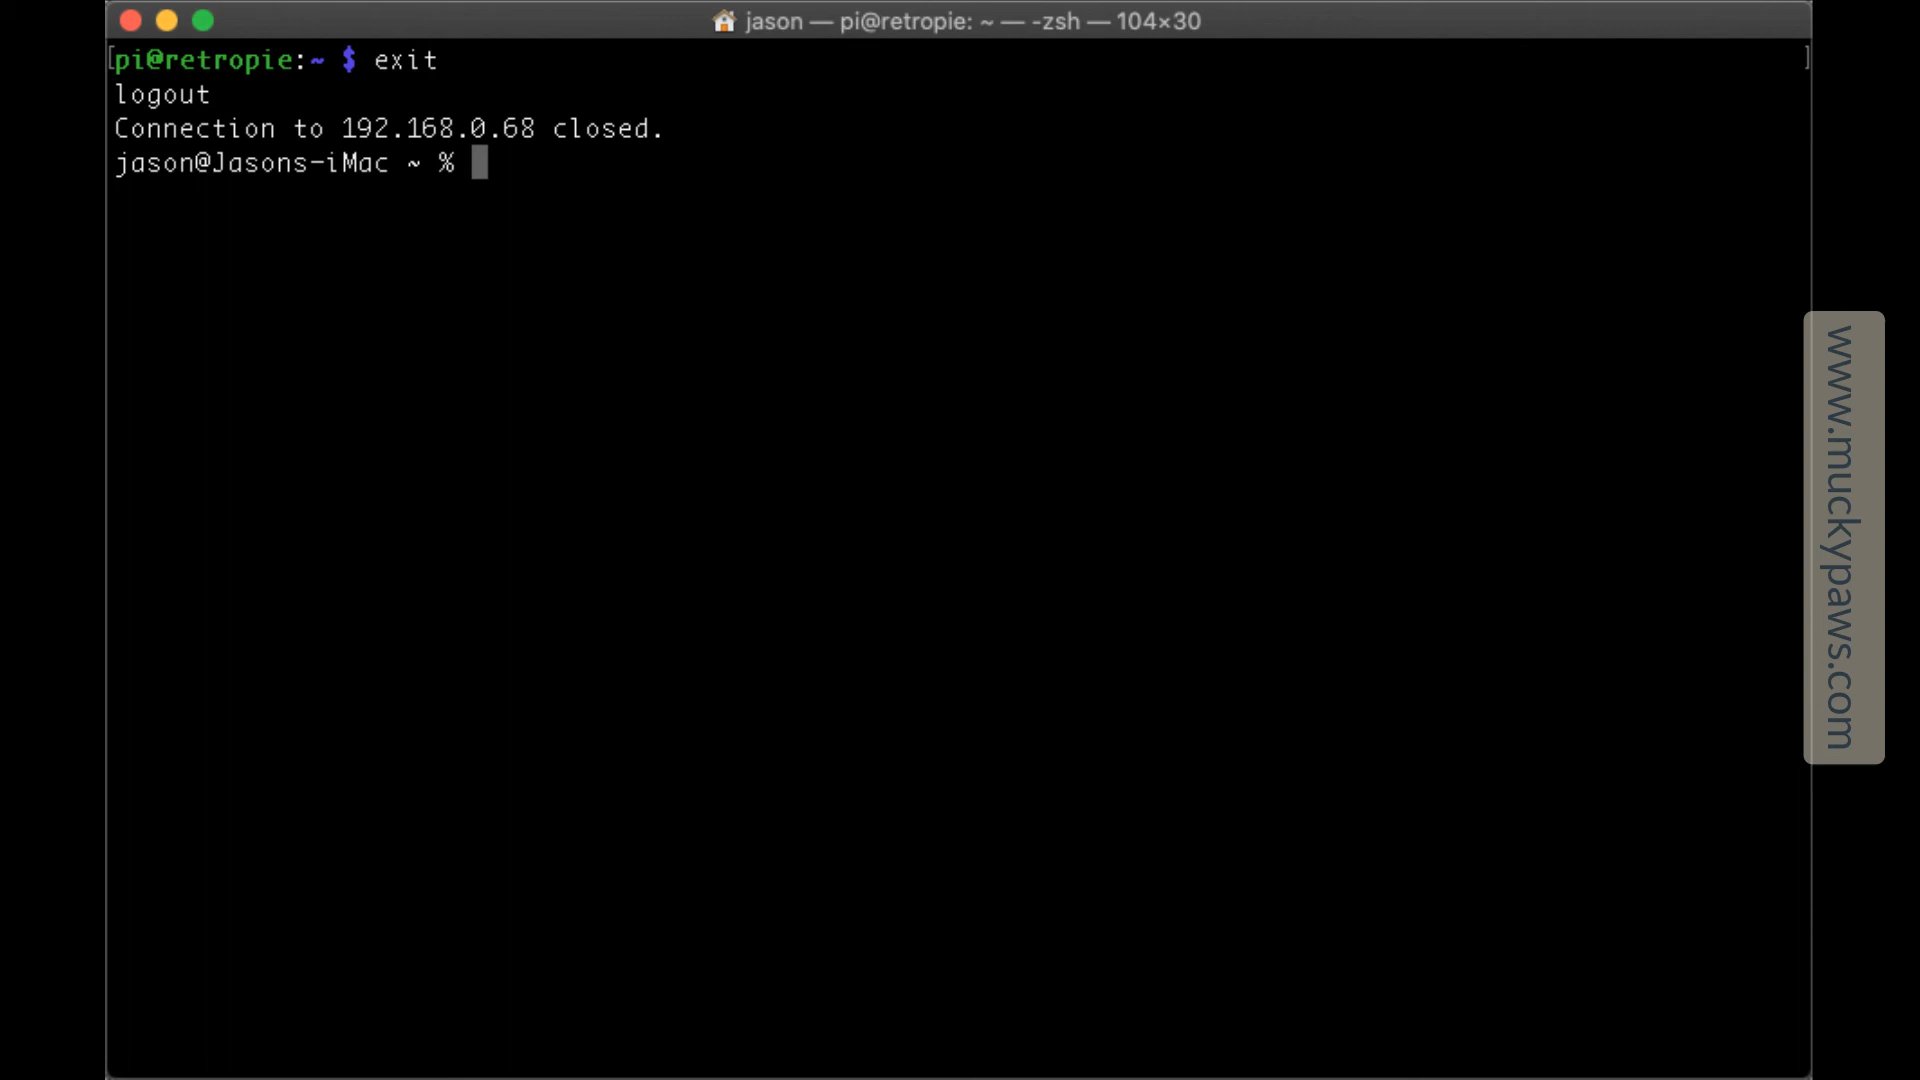 jason — pi@retropie: ~ — -zsh — 104×30
pi@retropie:~ $ exit
logout
Connection to 192.168.0.68 closed.
jason@Jasons-iMac ~ %
www.muckypaws.com